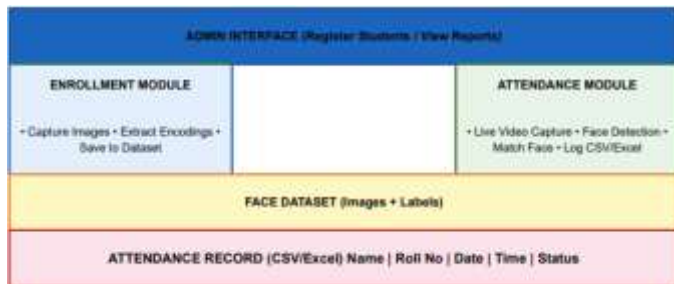 ADMIN INTERFACE (Register Students / View Reports)
ENROLLMENT MODULE
• Capture Images • Extract Encodings •
Save to Dataset
ATTENDANCE MODULE
• Live Video Capture • Face Detection •
Match Face • Log CSV/Excel
FACE DATASET (Images + Labels)
ATTENDANCE RECORD (CSV/Excel) Name | Roll No | Date | Time | Status